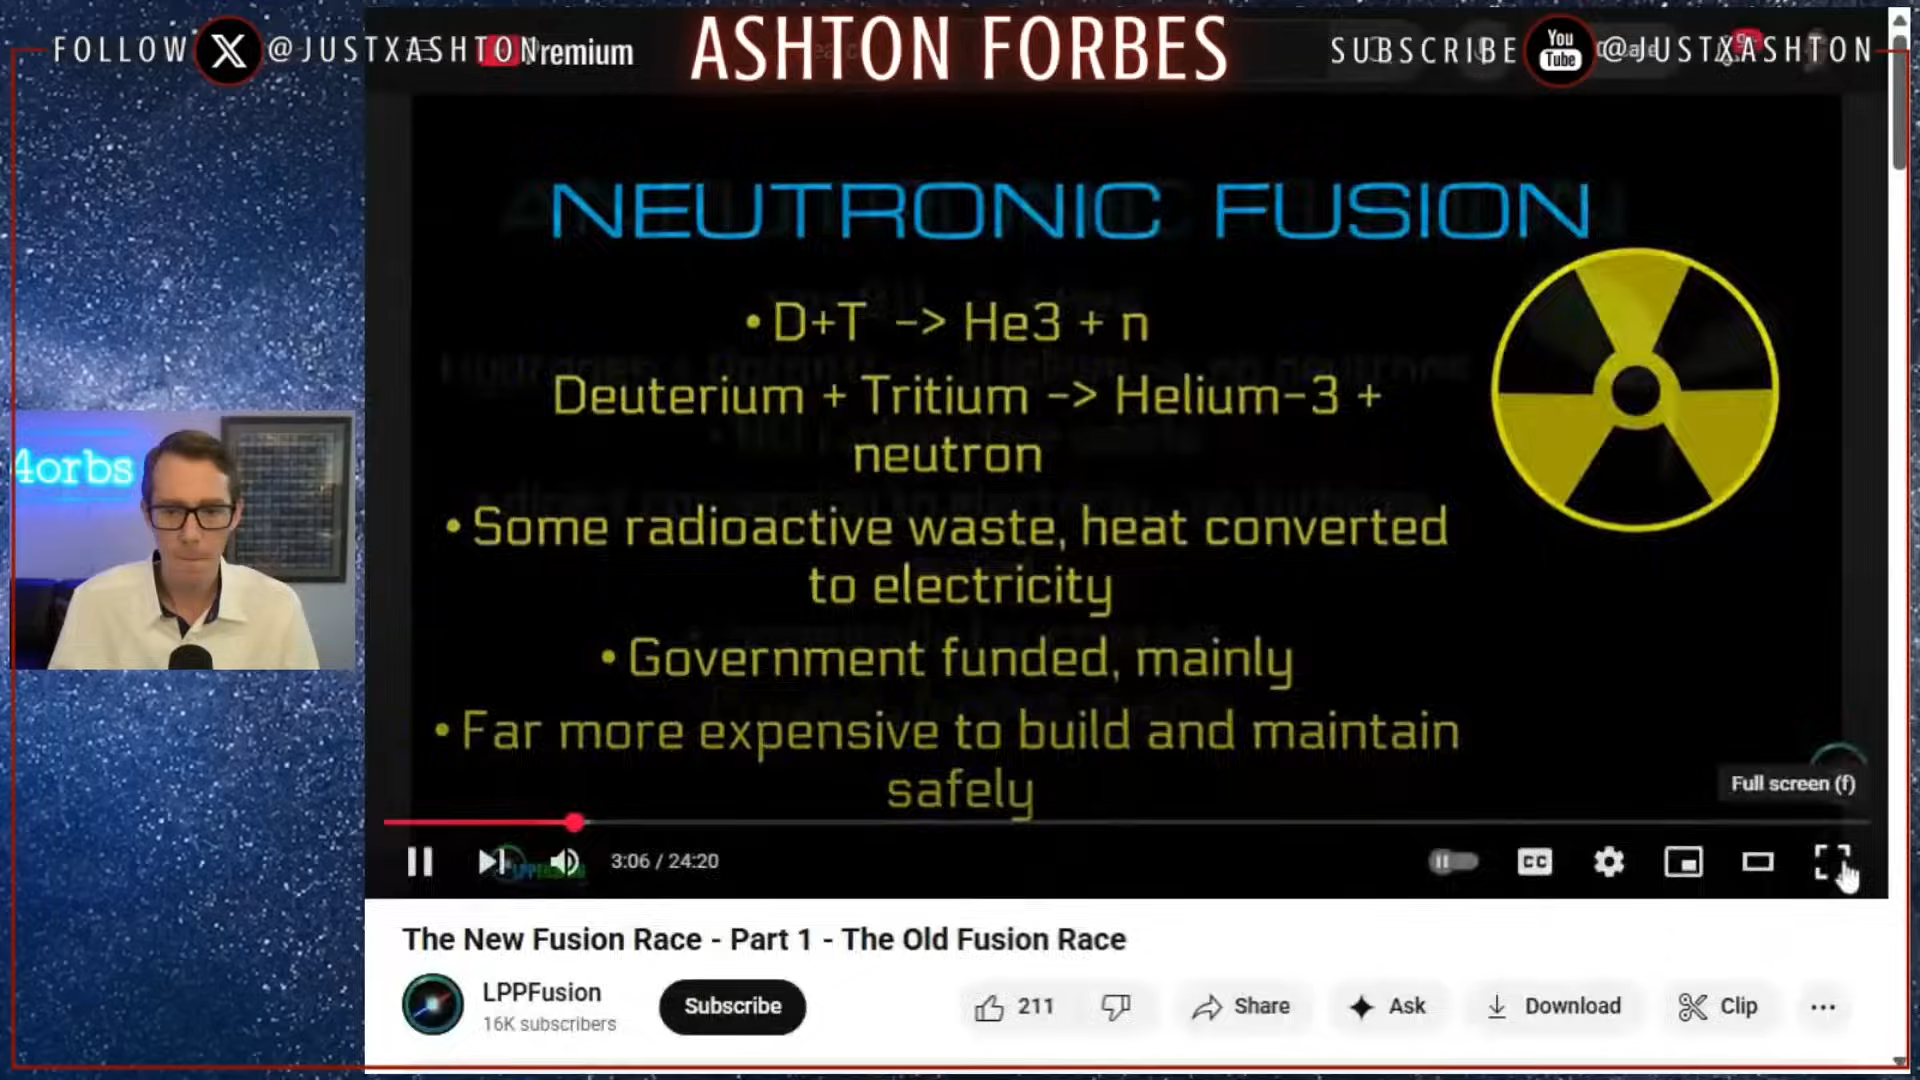 FOLLOW X @JUSTXASHTON
Premium
ASHTON FORBES
SUBSCRIBE YouTube @JUSTXASHTON
NEUTRONIC FUSION
•D+T -> He3 + n
Deuterium + Tritium -> Helium-3 +
neutron
•Some radioactive waste, heat converted
to electricity
•Government funded, mainly
•Far more expensive to build and maintain
safely
4orbs
Full screen (f)
3:06 / 24:20
CC
The New Fusion Race - Part 1 - The Old Fusion Race
LPPFusion
16K subscribers
Subscribe
211
Share
Ask
Download
Clip